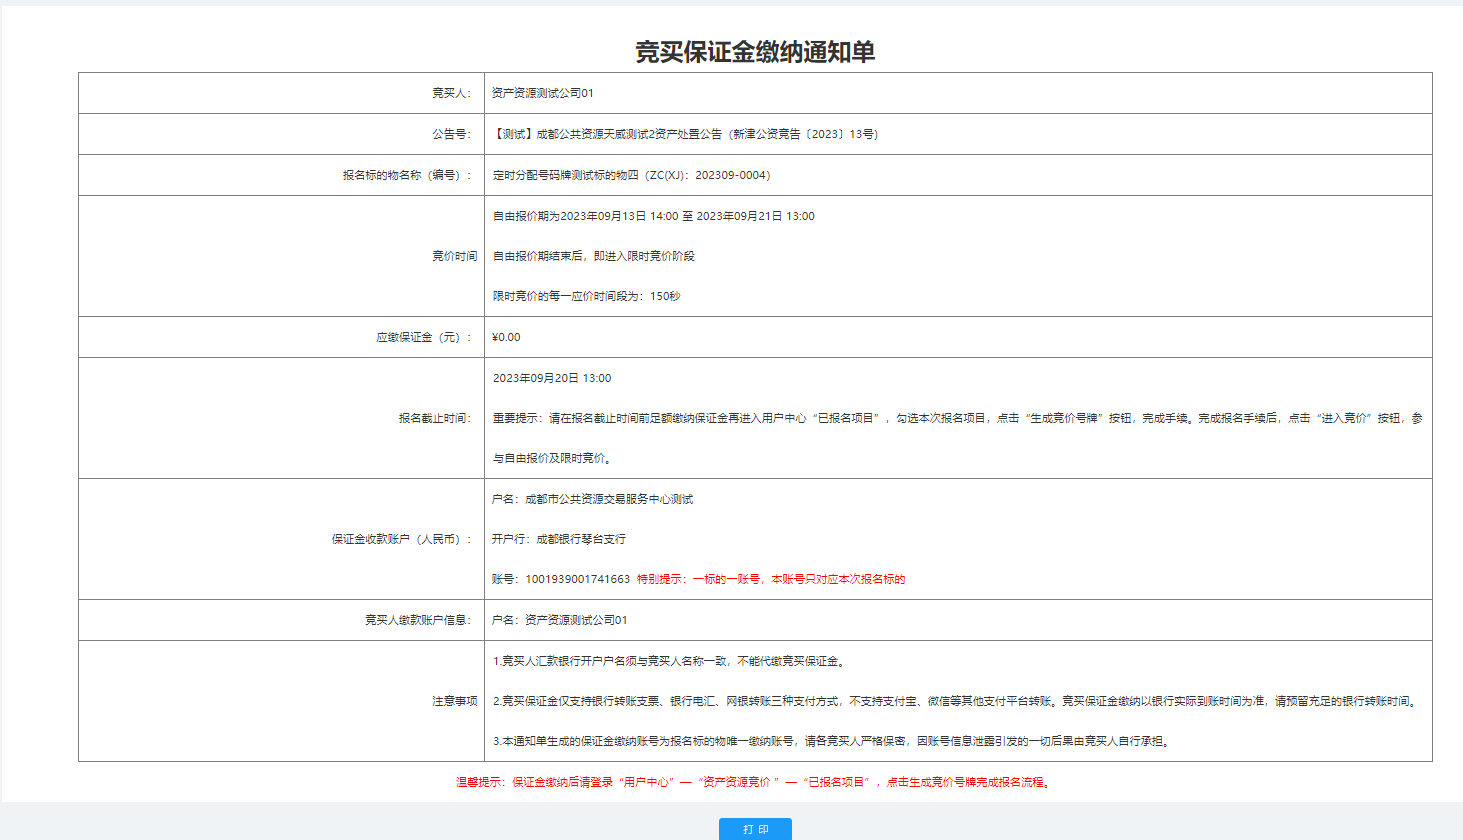 竞买保证金缴纳通知单
竞买人：
资产资源测试公司01
公告号：
【测试】成都公共资源天威测试2资产处置公告（新津公资竞告〔2023〕13号）
报名标的物名称（编号）：
定时分配号码牌测试标的物四（ZC(XJ)：202309-0004）
竞价时间
自由报价期为2023年09月13日 14:00 至 2023年09月21日 13:00
自由报价期结束后，即进入限时竞价阶段
限时竞价的每一应价时间段为：150秒
应缴保证金（元）：
¥0.00
报名截止时间：
2023年09月20日 13:00
重要提示：请在报名截止时间前足额缴纳保证金再进入用户中心“已报名项目”，勾选本次报名项目，点击“生成竞价号牌”按钮，完成手续。完成报名手续后，点击“进入竞价”按钮，参
与自由报价及限时竞价。
保证金收款账户（人民币）：
户名：成都市公共资源交易服务中心测试
开户行：成都银行琴台支行
账号：1001939001741663 特别提示：一标的一账号，本账号只对应本次报名标的
竞买人缴款账户信息：
户名：资产资源测试公司01
注意事项
1.竞买人汇款银行开户户名须与竞买人名称一致，不能代缴竞买保证金。
2.竞买保证金仅支持银行转账支票、银行电汇、网银转账三种支付方式，不支持支付宝、微信等其他支付平台转账。竞买保证金缴纳以银行实际到账时间为准，请预留充足的银行转账时间。
3.本通知单生成的保证金缴纳账号为报名标的物唯一缴纳账号，请各竞买人严格保密，因账号信息泄露引发的一切后果由竞买人自行承担。
温馨提示：保证金缴纳后请登录“用户中心”—“资产资源竞价 ”—“已报名项目”，点击生成竞价号牌完成报名流程。
打 印